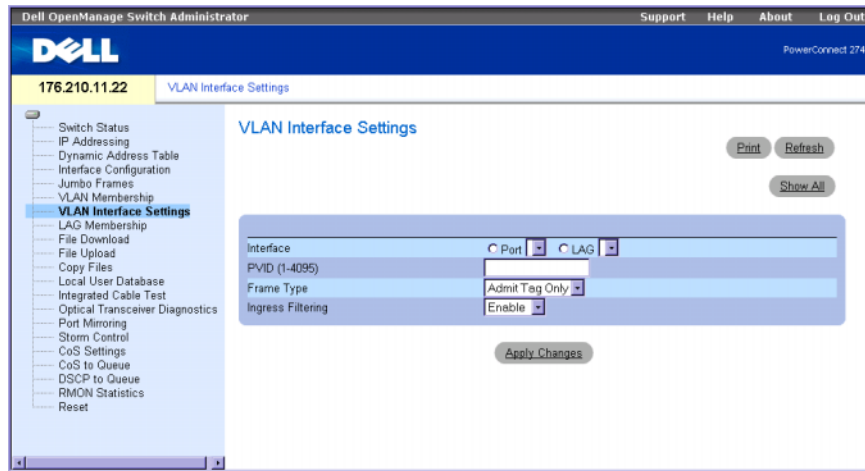 Dell OpenManage Switch Administrator
Support Help About Log Out
DELL
PowerConnect 274
176.210.11.22
VLAN Interface Settings
Switch Status
IP Addressing
Dynamic Address Table
Interface Configuration
Jumbo Frames
VLAN Membership
VLAN Interface Settings
LAG Membership
File Download
File Upload
Copy Files
Local User Database
Integrated Cable Test
Optical Transceiver Diagnostics
Port Mirroring
Storm Control
CoS Settings
CoS to Queue
DSCP to Queue
RMON Statistics
Reset
VLAN Interface Settings
Print Refresh
Show All
Interface Port LAG
PVID (1-4095)
Frame Type Admit Tag Only
Ingress Filtering Enable
Apply Changes